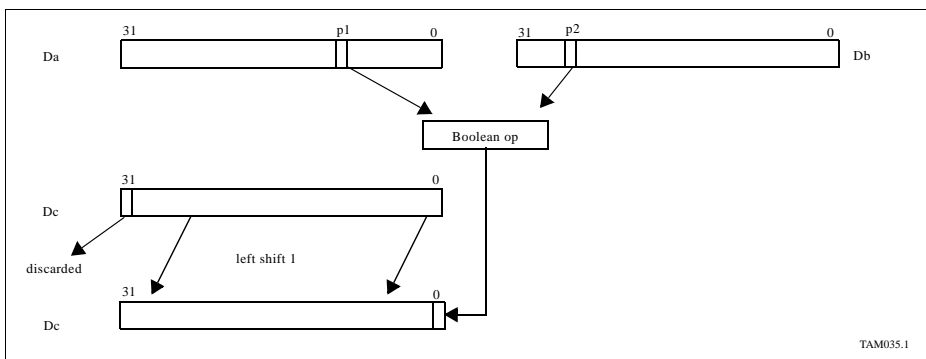 31 p1 0 31 p2 0
Da Db
Boolean op
31 0
Dc
discarded
left shift 1
31 0
Dc
TAM035.1